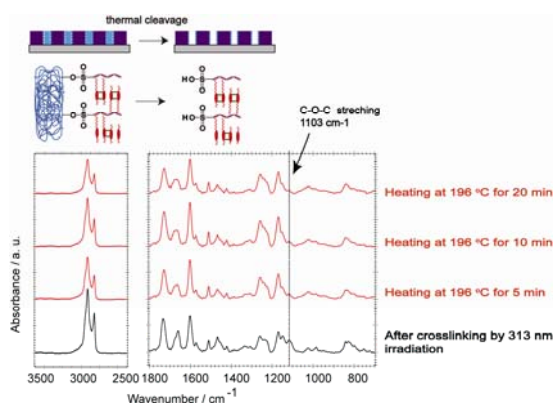 thermal cleavage
O
O
S
O
O
HO
S
O
O
S
O
O
HO
S
O
O
C-O-C streching
1103 cm-1
Heating at 196 °C for 20 min
Heating at 196 °C for 10 min
Heating at 196 °C for 5 min
After crosslinking by 313 nm
irradiation
Absorbance / a. u.
3500 3000 2500 1800 1600 1400 1200 1000 800
Wavenumber / cm-1